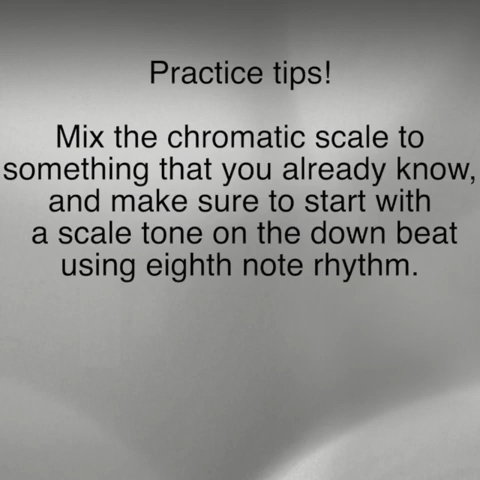 Practice tips!
Mix the chromatic scale to
something that you already know,
and make sure to start with
a scale tone on the down beat
using eighth note rhythm.